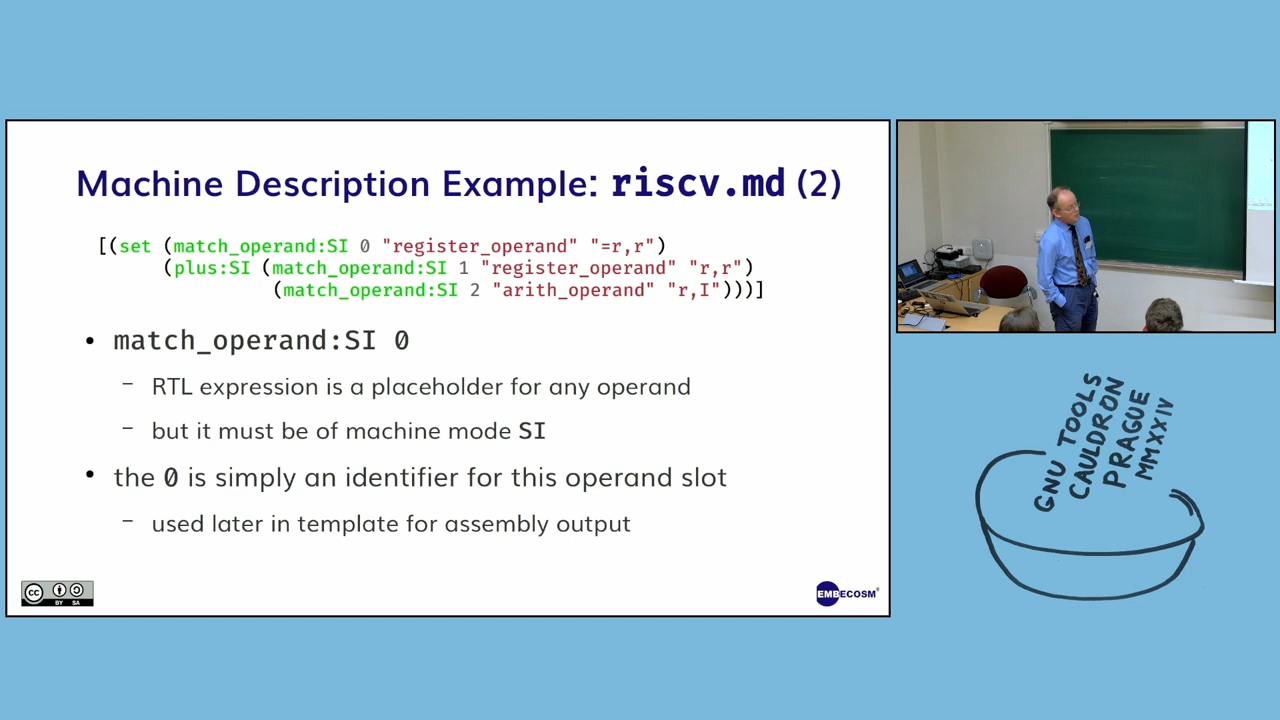 Machine Description Example: riscv.md (2)
[(set (match_operand:SI 0 "register_operand" "=r,r")
(plus:SI (match_operand:SI 1 "register_operand" "r,r")
(match_operand:SI 2 "arith_operand" "r,I")))]
• match_operand:SI 0
– RTL expression is a placeholder for any operand
– but it must be of machine mode SI
• the 0 is simply an identifier for this operand slot
– used later in template for assembly output
cc BY SA
EMBECOSM®
GNU TOOLS
CAULDRON
PRAGUE
MMXXIV